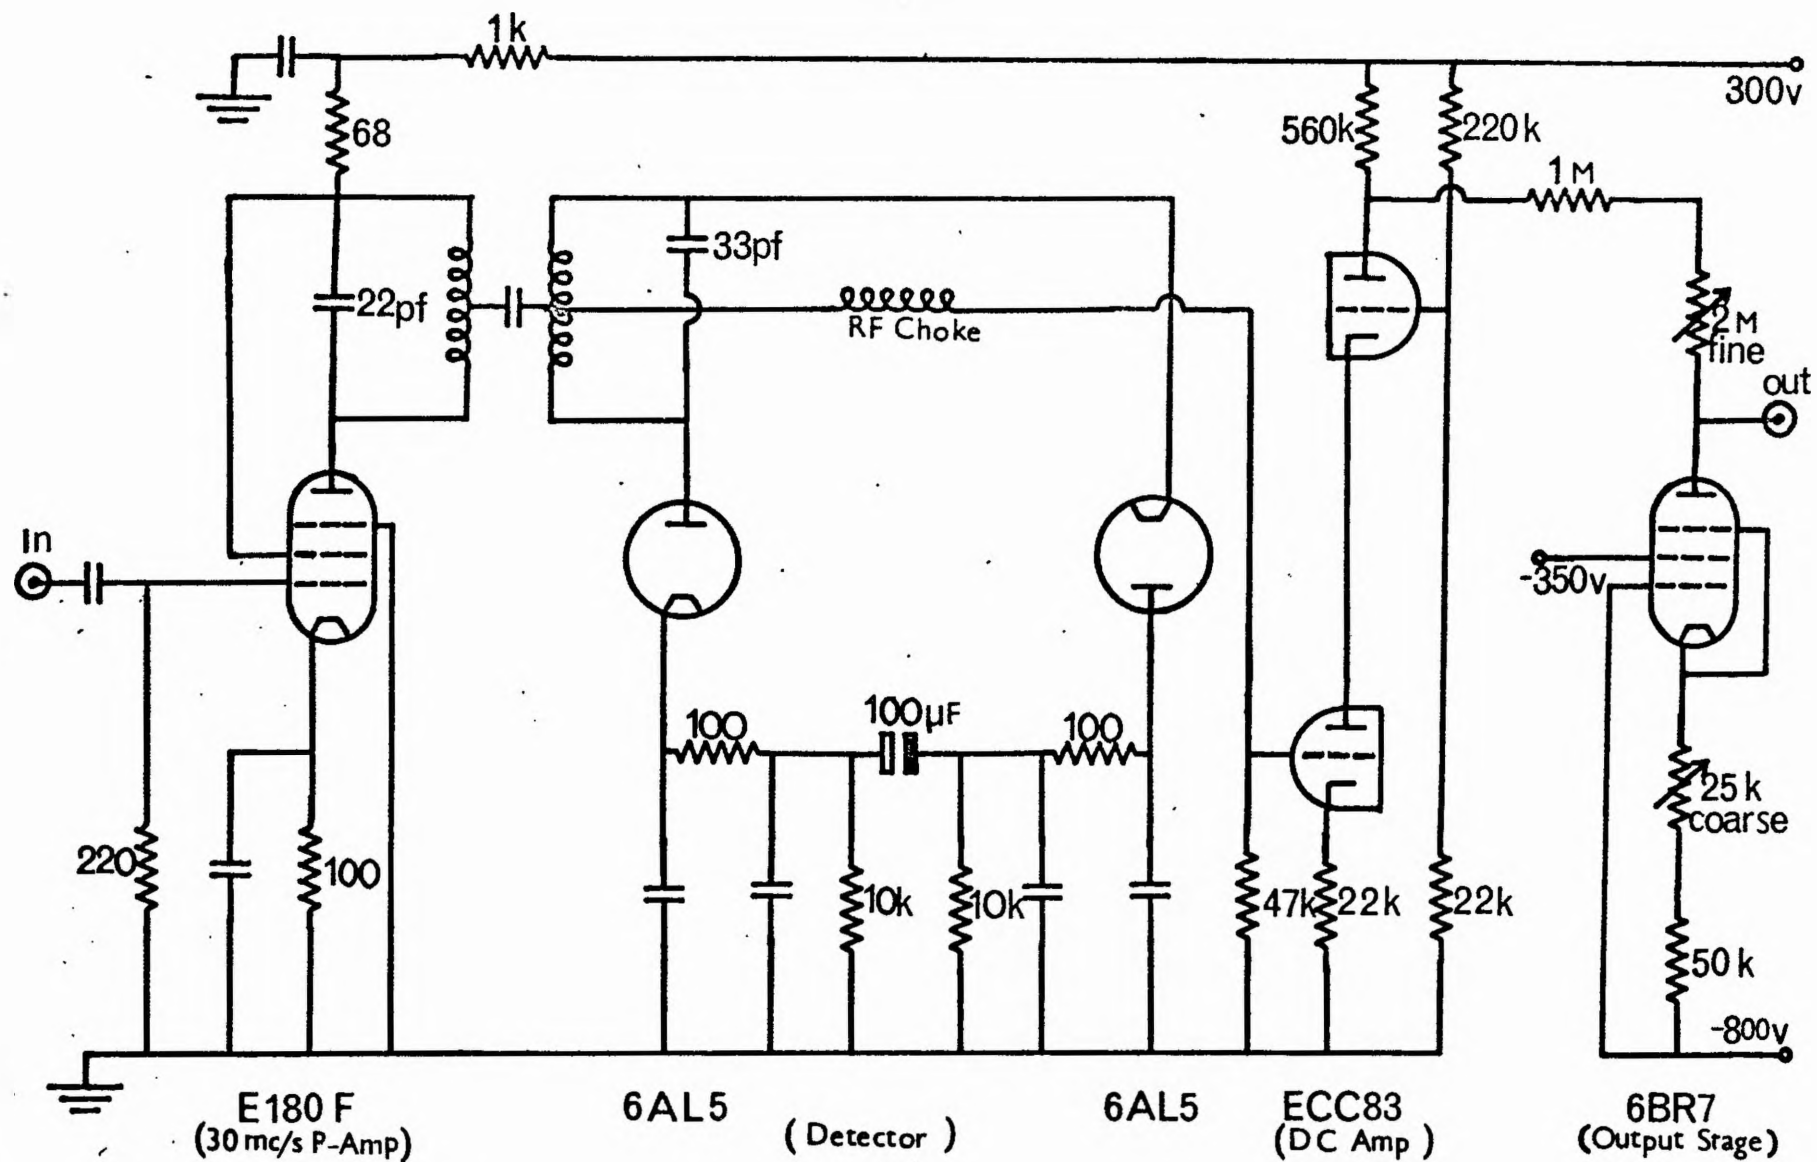 1k
300v
68
560k
220k
1M
33pf
22pf
RF Choke
2M
fine
out
In
-350v
100
100μF
100
25k
coarse
220
100
10k
10k
47k
22k
22k
50k
-800v
E180F
(30 mc/s P-Amp)
6AL5
(Detector)
6AL5
ECC83
(DC Amp)
6BR7
(Output Stage)